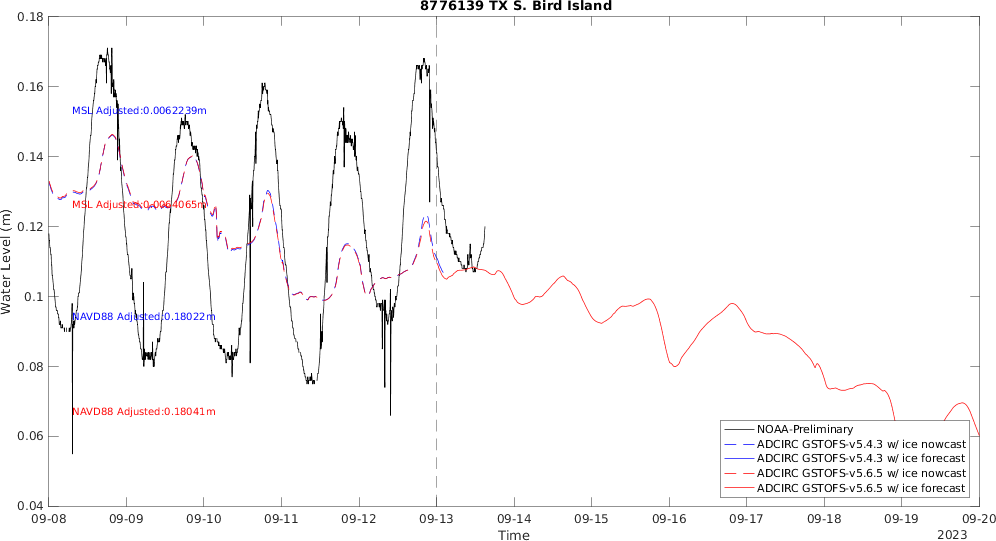 8776139 TX S. Bird Island
0.18
0.16
0.14
0.12
0.1
0.08
0.06
0.04
Water Level (m)
MSL Adjusted:0.0062239m
MSL Adjusted:0.0064065m
NAVD88 Adjusted:0.18022m
NAVD88 Adjusted:0.18041m
NOAA-Preliminary
ADCIRC GSTOFS-v5.4.3 w/ ice nowcast
ADCIRC GSTOFS-v5.4.3 w/ ice forecast
ADCIRC GSTOFS-v5.6.5 w/ ice nowcast
ADCIRC GSTOFS-v5.6.5 w/ ice forecast
09-08 09-09 09-10 09-11 09-12 09-13 09-14 09-15 09-16 09-17 09-18 09-19 09-20
Time
2023